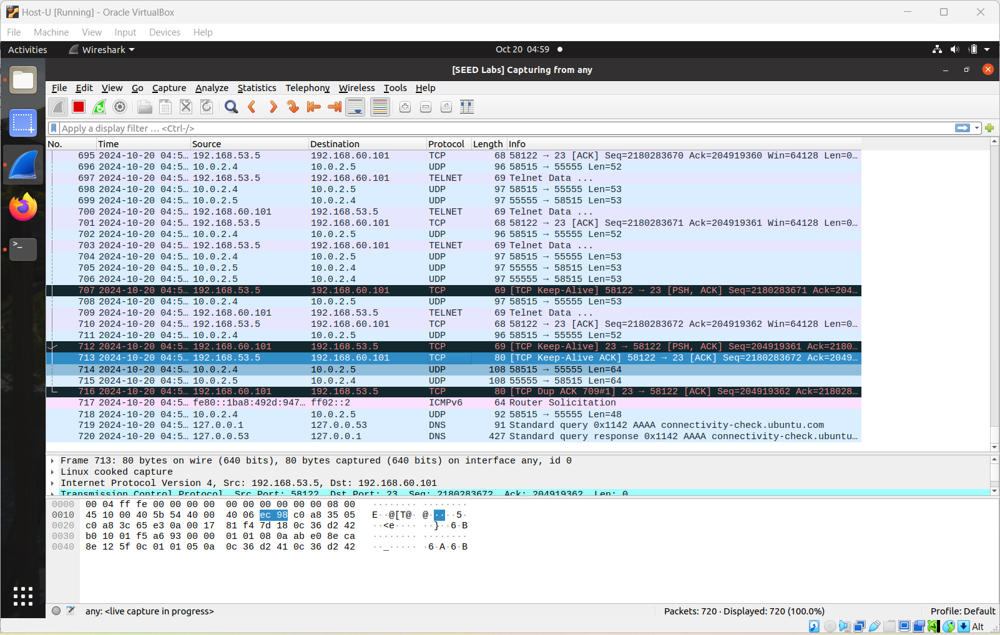 Host-U [Running] - Oracle VirtualBox
File Machine View Input Devices Help
Activities Wireshark Oct 20 04:59
[SEED Labs] Capturing from any
File Edit View Go Capture Analyze Statistics Telephony Wireless Tools Help
Apply a display filter … <Ctrl-/>
No. Time Source Destination Protocol Length Info
695 2024-10-20 04:5… 192.168.53.5 192.168.60.101 TCP 68 58122 → 23 [ACK] Seq=2180283670 Ack=204919360 Win=64128 Len=0…
696 2024-10-20 04:5… 10.0.2.4 10.0.2.5 UDP 96 58515 → 55555 Len=52
697 2024-10-20 04:5… 192.168.53.5 192.168.60.101 TELNET 69 Telnet Data ...
698 2024-10-20 04:5… 10.0.2.4 10.0.2.5 UDP 97 58515 → 55555 Len=53
699 2024-10-20 04:5… 10.0.2.5 10.0.2.4 UDP 97 55555 → 58515 Len=53
700 2024-10-20 04:5… 192.168.60.101 192.168.53.5 TELNET 69 Telnet Data ...
701 2024-10-20 04:5… 192.168.53.5 192.168.60.101 TCP 68 58122 → 23 [ACK] Seq=2180283671 Ack=204919361 Win=64128 Len=0…
702 2024-10-20 04:5… 10.0.2.4 10.0.2.5 UDP 96 58515 → 55555 Len=52
703 2024-10-20 04:5… 192.168.53.5 192.168.60.101 TELNET 69 Telnet Data ...
704 2024-10-20 04:5… 10.0.2.4 10.0.2.5 UDP 97 58515 → 55555 Len=53
705 2024-10-20 04:5… 10.0.2.5 10.0.2.4 UDP 97 55555 → 58515 Len=53
706 2024-10-20 04:5… 10.0.2.5 10.0.2.4 UDP 97 55555 → 58515 Len=53
707 2024-10-20 04:5… 192.168.53.5 192.168.60.101 TCP 69 [TCP Keep-Alive] 58122 → 23 [PSH, ACK] Seq=2180283671 Ack=204…
708 2024-10-20 04:5… 10.0.2.4 10.0.2.5 UDP 97 58515 → 55555 Len=53
709 2024-10-20 04:5… 192.168.60.101 192.168.53.5 TELNET 69 Telnet Data ...
710 2024-10-20 04:5… 192.168.53.5 192.168.60.101 TCP 68 58122 → 23 [ACK] Seq=2180283672 Ack=204919362 Win=64128 Len=0…
711 2024-10-20 04:5… 10.0.2.4 10.0.2.5 UDP 96 58515 → 55555 Len=52
712 2024-10-20 04:5… 192.168.60.101 192.168.53.5 TCP 69 [TCP Keep-Alive] 23 → 58122 [PSH, ACK] Seq=204919361 Ack=2180…
713 2024-10-20 04:5… 192.168.53.5 192.168.60.101 TCP 80 [TCP Keep-Alive ACK] 58122 → 23 [ACK] Seq=2180283672 Ack=2049…
714 2024-10-20 04:5… 10.0.2.4 10.0.2.5 UDP 108 58515 → 55555 Len=64
715 2024-10-20 04:5… 10.0.2.5 10.0.2.4 UDP 108 55555 → 58515 Len=64
716 2024-10-20 04:5… 192.168.60.101 192.168.53.5 TCP 80 [TCP Dup ACK 709#1] 23 → 58122 [ACK] Seq=204919362 Ack=218028…
717 2024-10-20 04:5… fe80::1ba8:492d:947… ff02::2 ICMPv6 64 Router Solicitation
718 2024-10-20 04:5… 10.0.2.4 10.0.2.5 UDP 92 58515 → 55555 Len=48
719 2024-10-20 04:5… 127.0.0.1 127.0.0.53 DNS 91 Standard query 0x1142 AAAA connectivity-check.ubuntu.com
720 2024-10-20 04:5… 127.0.0.53 127.0.0.1 DNS 427 Standard query response 0x1142 AAAA connectivity-check.ubuntu…
Frame 713: 80 bytes on wire (640 bits), 80 bytes captured (640 bits) on interface any, id 0
Linux cooked capture
Internet Protocol Version 4, Src: 192.168.53.5, Dst: 192.168.60.101
Transmission Control Protocol, Src Port: 58122, Dst Port: 23, Seq: 2180283672, Ack: 204919362, Len: 0
0000 00 04 ff fe 00 00 00 00 00 00 00 00 00 00 08 00 ········ ········
0010 45 10 00 40 5b 54 40 00 40 06 ec 98 c0 a8 35 05 E··@[T@· @·····5·
0020 c0 a8 3c 65 e3 0a 00 17 81 f4 7d 18 0c 36 d2 42 ··<e···· ··}··6·B
0030 b0 10 01 f5 a6 93 00 00 01 01 08 0a ab e0 8e ca ········ ········
0040 8e 12 5f 0c 01 01 05 0a 0c 36 d2 41 0c 36 d2 42 ··_····· ·6·A·6·B
any: <live capture in progress> Packets: 720 · Displayed: 720 (100.0%) Profile: Default
Alt